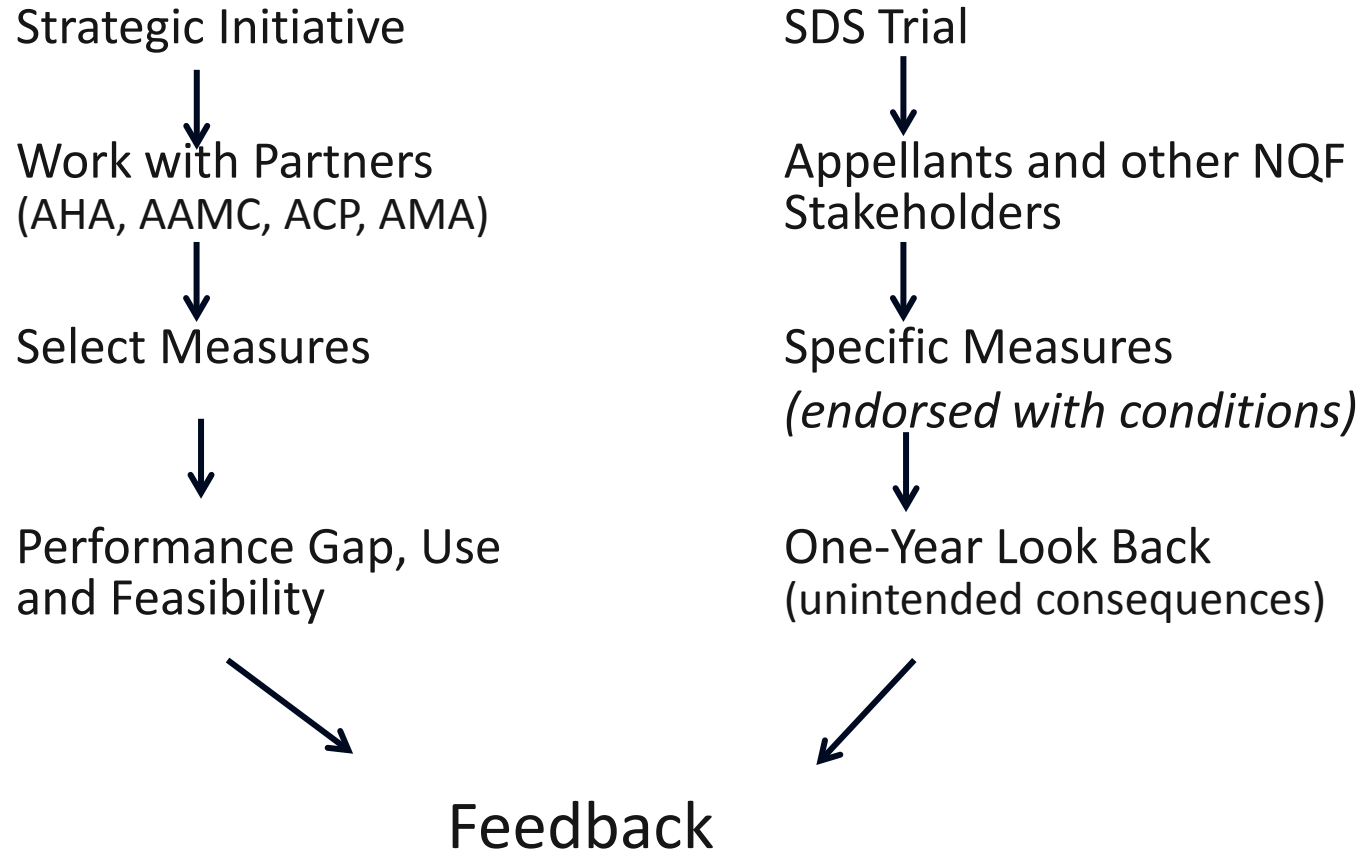 Strategic Initiative
Work with Partners
(AHA, AAMC, ACP, AMA)
Select Measures
Performance Gap, Use
and Feasibility
SDS Trial
Appellants and other NQF
Stakeholders
Specific Measures
(endorsed with conditions)
One-Year Look Back
(unintended consequences)
Feedback